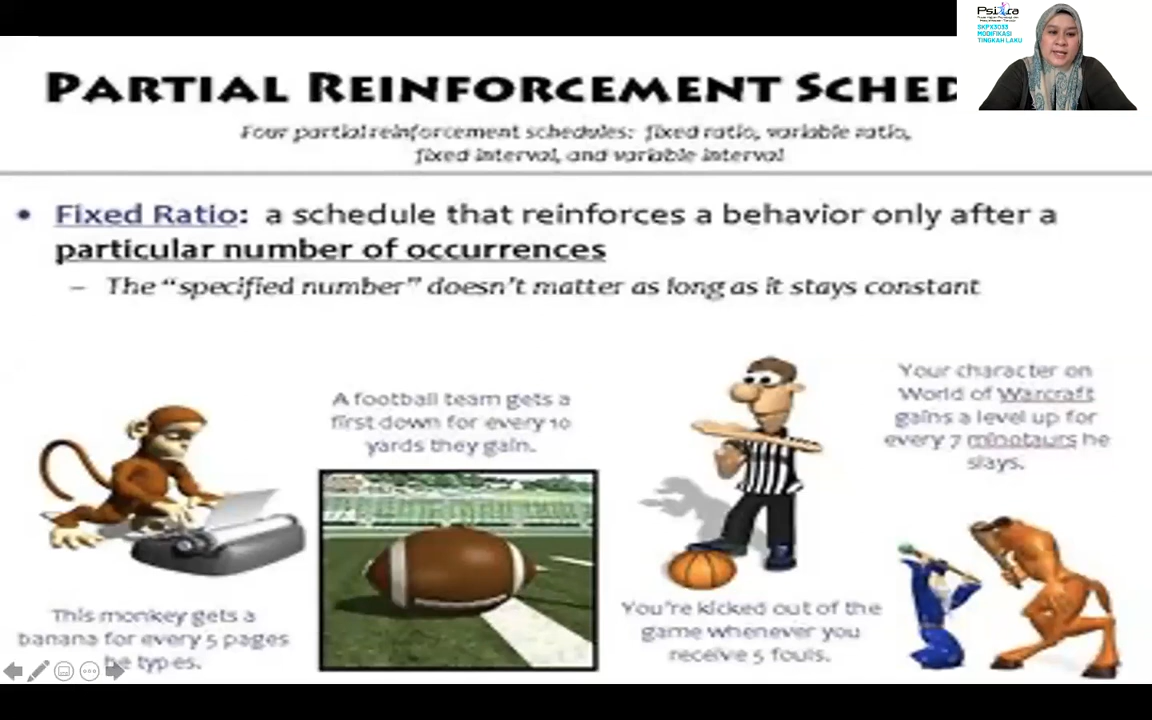 Psitra
SKPX3033
MODIFIKASI
TINGKAH LAKU
PARTIAL REINFORCEMENT SCHED
Four partial reinforcement schedules: fixed ratio, variable ratio,
fixed interval, and variable interval
• Fixed Ratio: a schedule that reinforces a behavior only after a
particular number of occurrences
– The “specified number” doesn’t matter as long as it stays constant
This monkey gets a
banana for every 5 pages
he types.
A football team gets a
first down for every 10
yards they gain.
You're kicked out of the
game whenever you
receive 5 fouls.
Your character on
World of Warcraft
gains a level up for
every 7 minotaurs he
slays.